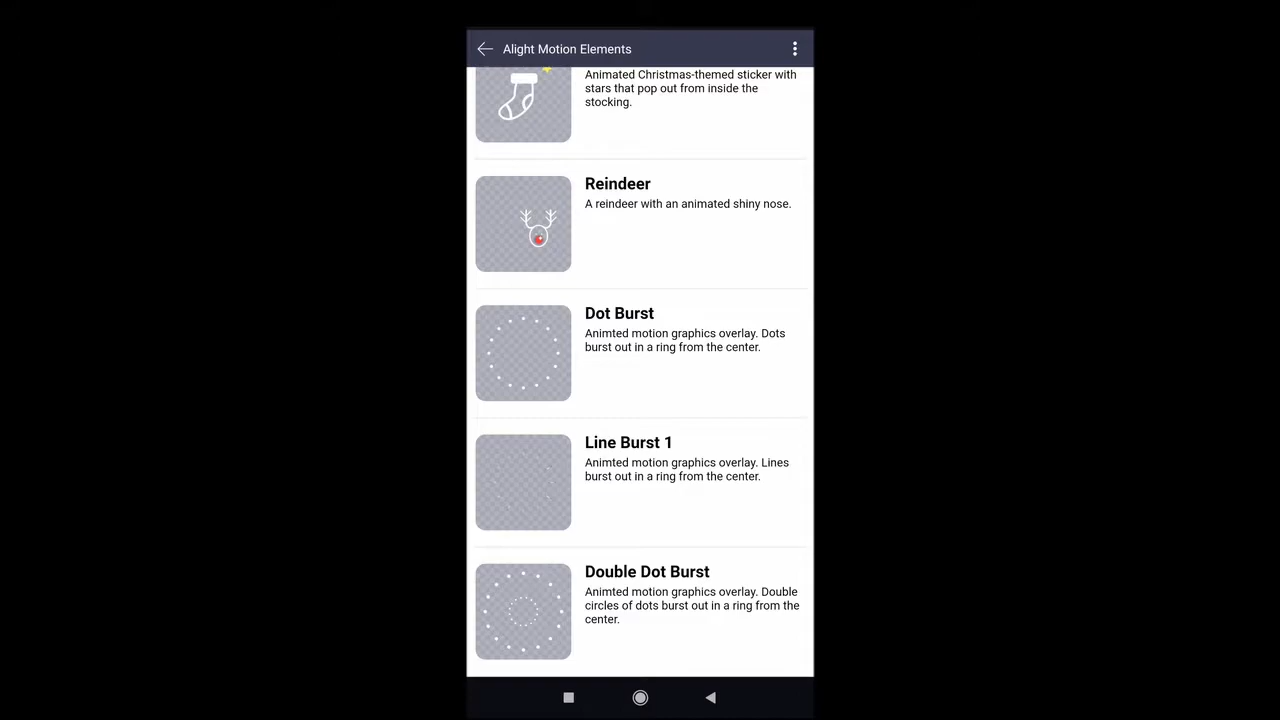 Alight Motion Elements
Animated Christmas-themed sticker with
stars that pop out from inside the
stocking.
Reindeer
A reindeer with an animated shiny nose.
Dot Burst
Animted motion graphics overlay. Dots
burst out in a ring from the center.
Line Burst 1
Animted motion graphics overlay. Lines
burst out in a ring from the center.
Double Dot Burst
Animted motion graphics overlay. Double
circles of dots burst out in a ring from the
center.